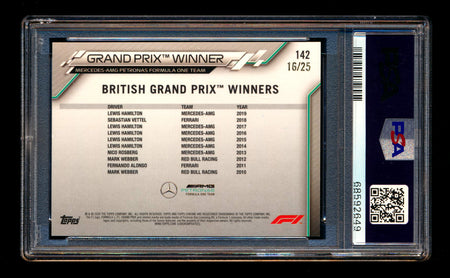 GRAND PRIX™ WINNER
142
MERCEDES-AMG PETRONAS FORMULA ONE TEAM
16/25
BRITISH GRAND PRIX™ WINNERS
DRIVER TEAM YEAR
LEWIS HAMILTON MERCEDES-AMG 2019
SEBASTIAN VETTEL FERRARI 2018
LEWIS HAMILTON MERCEDES-AMG 2017
LEWIS HAMILTON MERCEDES-AMG 2016
LEWIS HAMILTON MERCEDES-AMG 2015
LEWIS HAMILTON MERCEDES-AMG 2014
NICO ROSBERG MERCEDES-AMG 2013
MARK WEBBER RED BULL RACING 2012
FERNANDO ALONSO FERRARI 2011
MARK WEBBER RED BULL RACING 2010
AMG
PETRONAS
TOPPS
F1
PSA
68592649